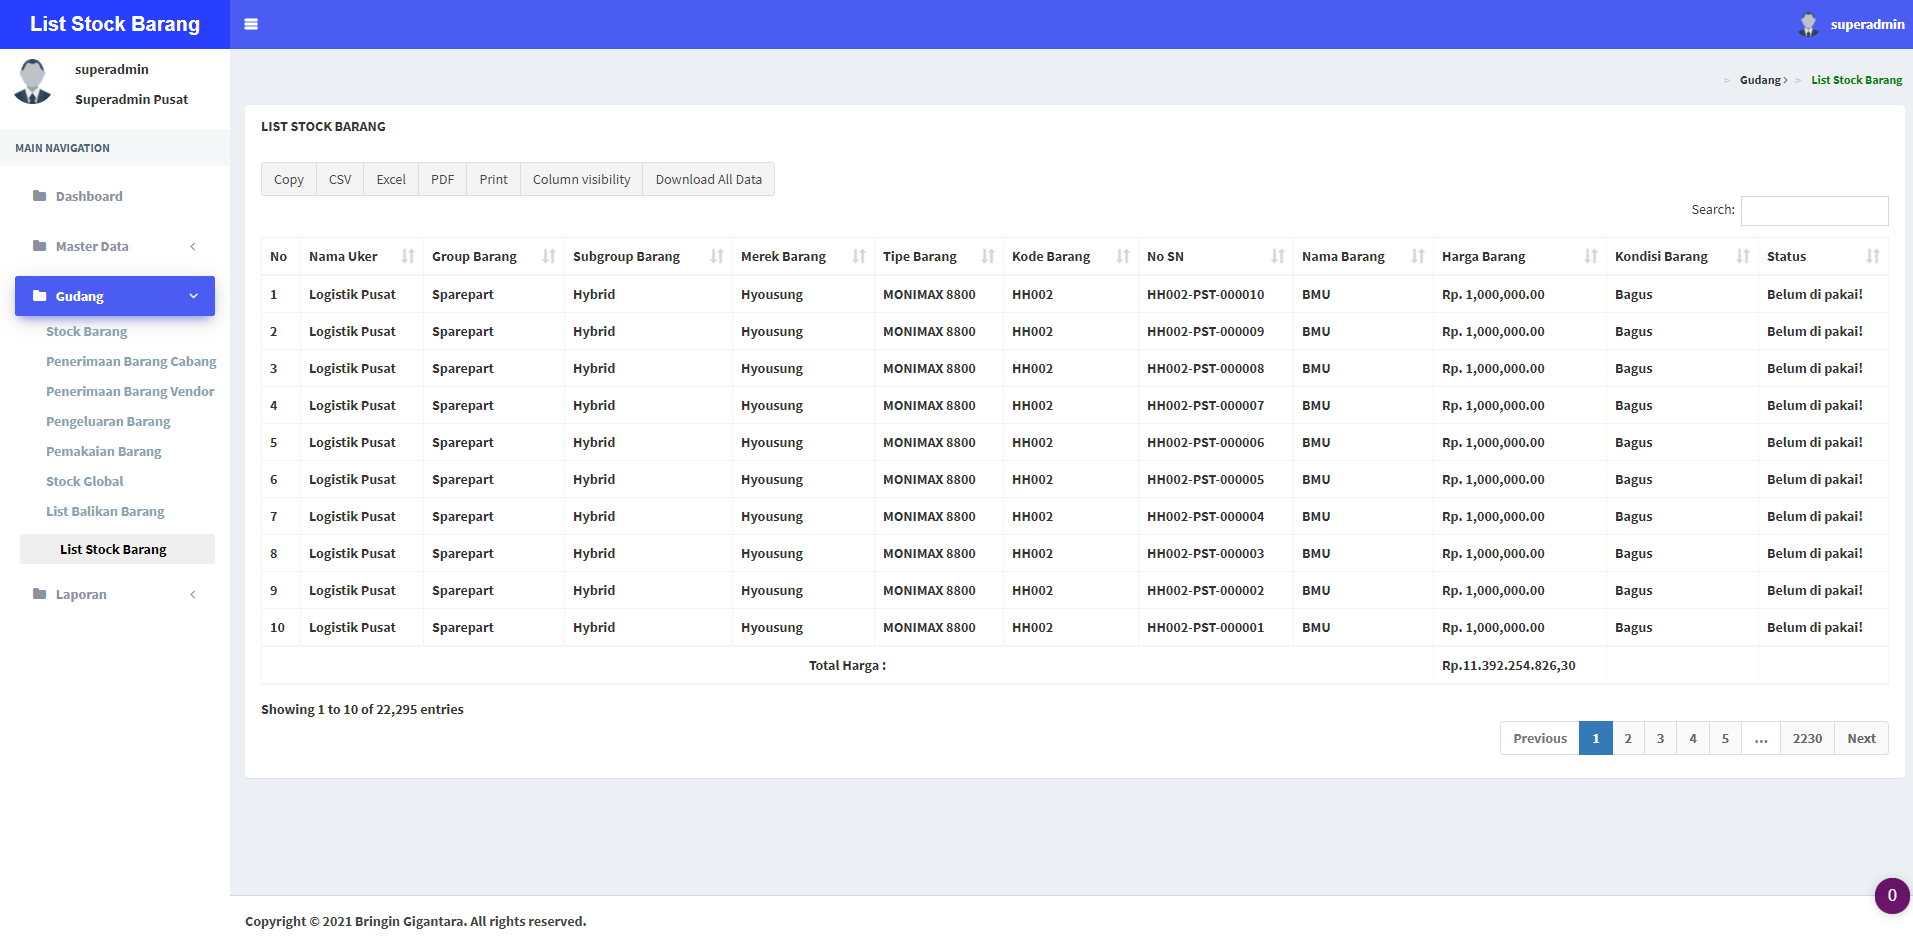 List Stock Barang
superadmin
superadmin
Superadmin Pusat
> Gudang › > List Stock Barang
MAIN NAVIGATION
Dashboard
Master Data
Gudang
Stock Barang
Penerimaan Barang Cabang
Penerimaan Barang Vendor
Pengeluaran Barang
Pemakaian Barang
Stock Global
List Balikan Barang
List Stock Barang
Laporan
LIST STOCK BARANG
Copy CSV Excel PDF Print Column visibility Download All Data
Search:
No Nama Uker Group Barang Subgroup Barang Merek Barang Tipe Barang Kode Barang No SN Nama Barang Harga Barang Kondisi Barang Status
1 Logistik Pusat Sparepart Hybrid Hyousung MONIMAX 8800 HH002 HH002-PST-000010 BMU Rp. 1,000,000.00 Bagus Belum di pakai!
2 Logistik Pusat Sparepart Hybrid Hyousung MONIMAX 8800 HH002 HH002-PST-000009 BMU Rp. 1,000,000.00 Bagus Belum di pakai!
3 Logistik Pusat Sparepart Hybrid Hyousung MONIMAX 8800 HH002 HH002-PST-000008 BMU Rp. 1,000,000.00 Bagus Belum di pakai!
4 Logistik Pusat Sparepart Hybrid Hyousung MONIMAX 8800 HH002 HH002-PST-000007 BMU Rp. 1,000,000.00 Bagus Belum di pakai!
5 Logistik Pusat Sparepart Hybrid Hyousung MONIMAX 8800 HH002 HH002-PST-000006 BMU Rp. 1,000,000.00 Bagus Belum di pakai!
6 Logistik Pusat Sparepart Hybrid Hyousung MONIMAX 8800 HH002 HH002-PST-000005 BMU Rp. 1,000,000.00 Bagus Belum di pakai!
7 Logistik Pusat Sparepart Hybrid Hyousung MONIMAX 8800 HH002 HH002-PST-000004 BMU Rp. 1,000,000.00 Bagus Belum di pakai!
8 Logistik Pusat Sparepart Hybrid Hyousung MONIMAX 8800 HH002 HH002-PST-000003 BMU Rp. 1,000,000.00 Bagus Belum di pakai!
9 Logistik Pusat Sparepart Hybrid Hyousung MONIMAX 8800 HH002 HH002-PST-000002 BMU Rp. 1,000,000.00 Bagus Belum di pakai!
10 Logistik Pusat Sparepart Hybrid Hyousung MONIMAX 8800 HH002 HH002-PST-000001 BMU Rp. 1,000,000.00 Bagus Belum di pakai!
Total Harga : Rp.11.392.254.826,30
Showing 1 to 10 of 22,295 entries
Previous 1 2 3 4 5 ... 2230 Next
0
Copyright © 2021 Bringin Gigantara. All rights reserved.